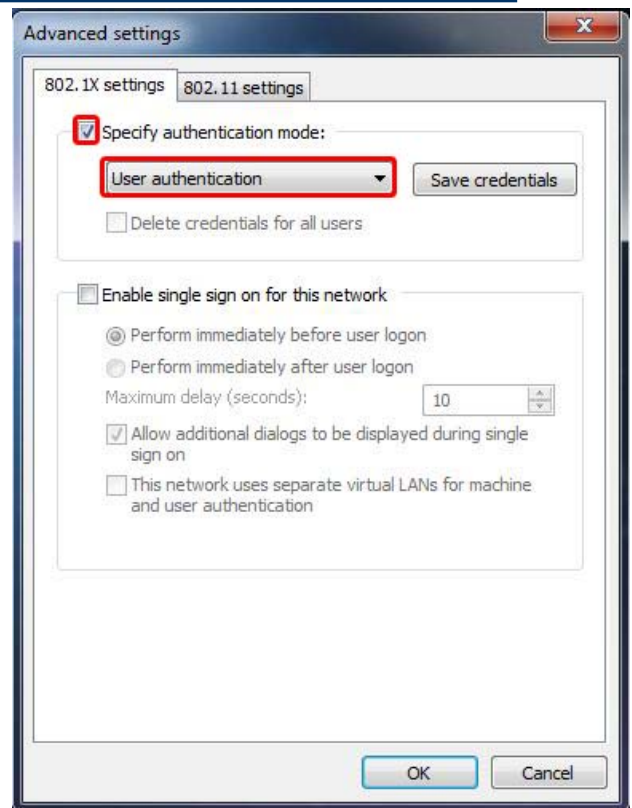 Advanced settings
802.1X settings
802.11 settings
Specify authentication mode:
User authentication
Save credentials
Delete credentials for all users
Enable single sign on for this network
Perform immediately before user logon
Perform immediately after user logon
Maximum delay (seconds):
10
Allow additional dialogs to be displayed during single
sign on
This network uses separate virtual LANs for machine
and user authentication
OK
Cancel